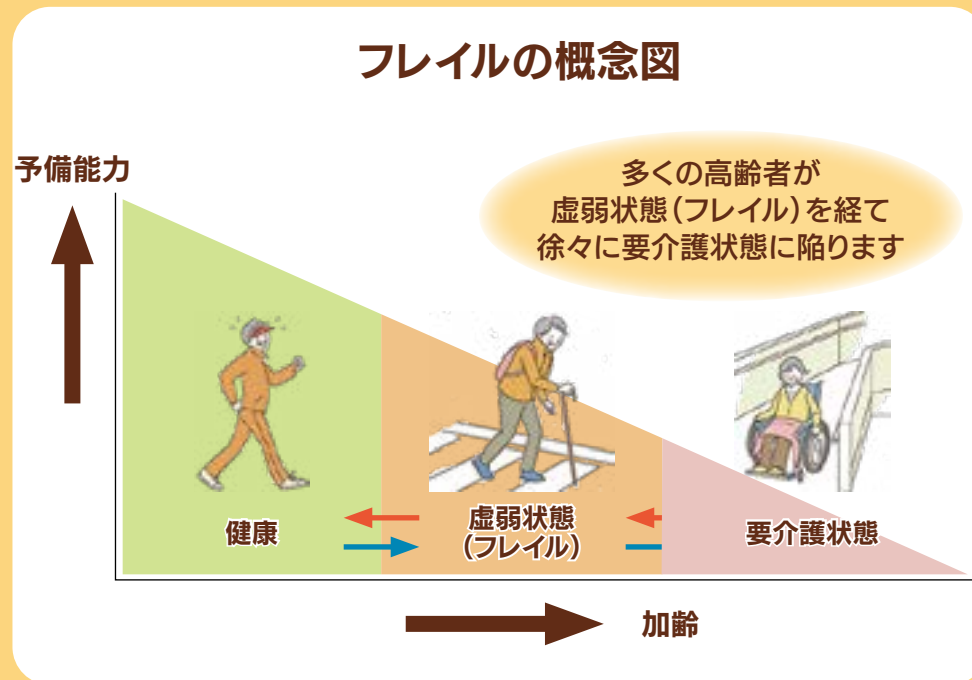 フレイルの概念図
予備能力
多くの高齢者が
虚弱状態(フレイル)を経て
徐々に要介護状態に陥ります
健康
虚弱状態
(フレイル)
要介護状態
加齢